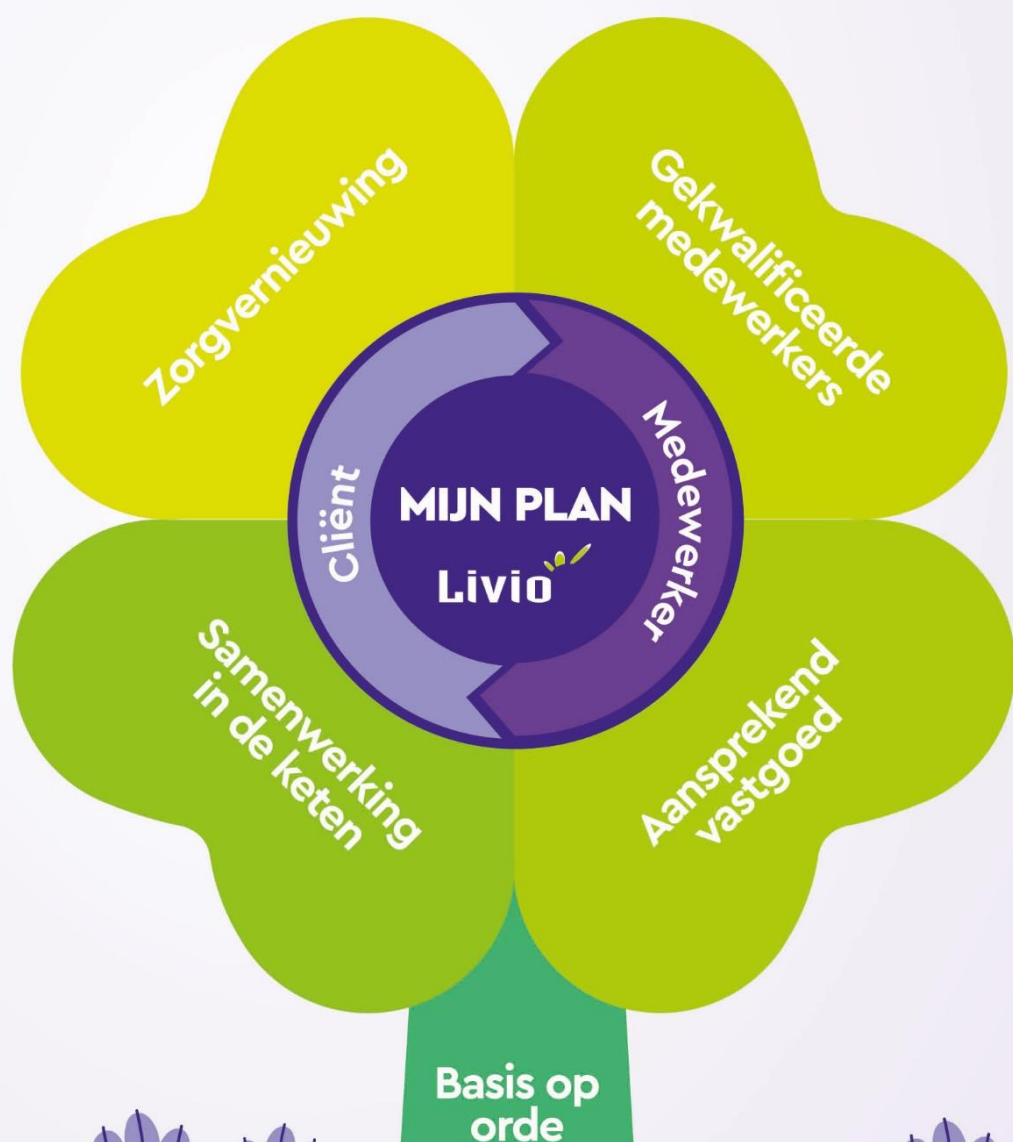 Zorgvernieuwing
Gekwalificeerde
medewerkers
Cliënt
MIJN PLAN
Livio
Medewerker
Samenwerking
in de keten
Aansprekend
vastgoed
Basis op
orde